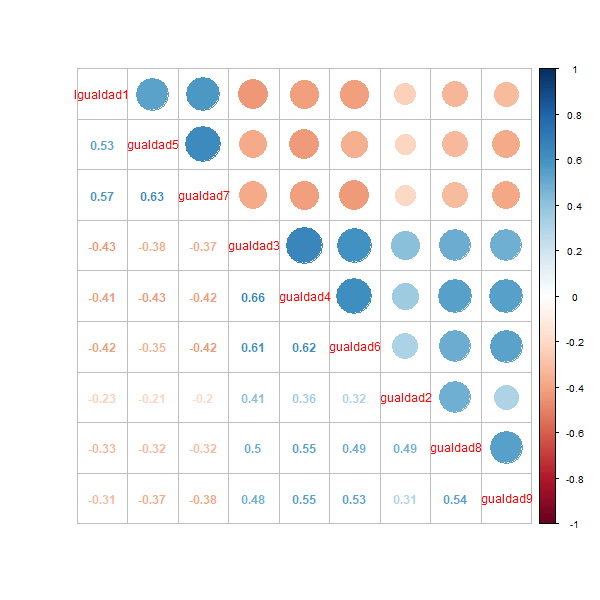 Igualdad1
0.53 gualdad5
0.57 0.63 gualdad7
-0.43 -0.38 -0.37 gualdad3
-0.41 -0.43 -0.42 0.66 gualdad4
-0.42 -0.35 -0.42 0.61 0.62 gualdad6
-0.23 -0.21 -0.2 0.41 0.36 0.32 gualdad2
-0.33 -0.32 -0.32 0.5 0.55 0.49 0.49 gualdad8
-0.31 -0.37 -0.38 0.48 0.55 0.53 0.31 0.54 gualdad9
1
0.8
0.6
0.4
0.2
0
-0.2
-0.4
-0.6
-0.8
-1